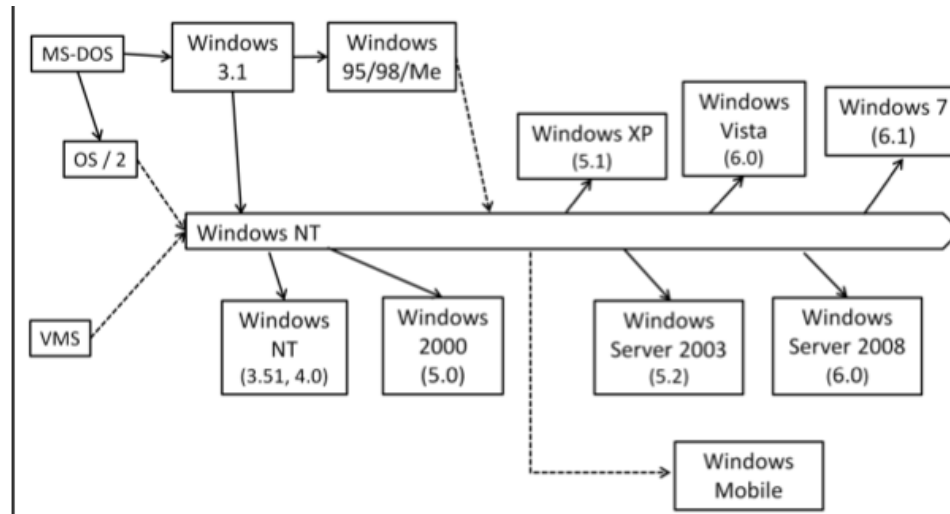 MS-DOS
Windows
3.1
Windows
95/98/Me
OS / 2
Windows XP
(5.1)
Windows
Vista
(6.0)
Windows 7
(6.1)
Windows NT
VMS
Windows
NT
(3.51, 4.0)
Windows
2000
(5.0)
Windows
Server 2003
(5.2)
Windows
Server 2008
(6.0)
Windows
Mobile